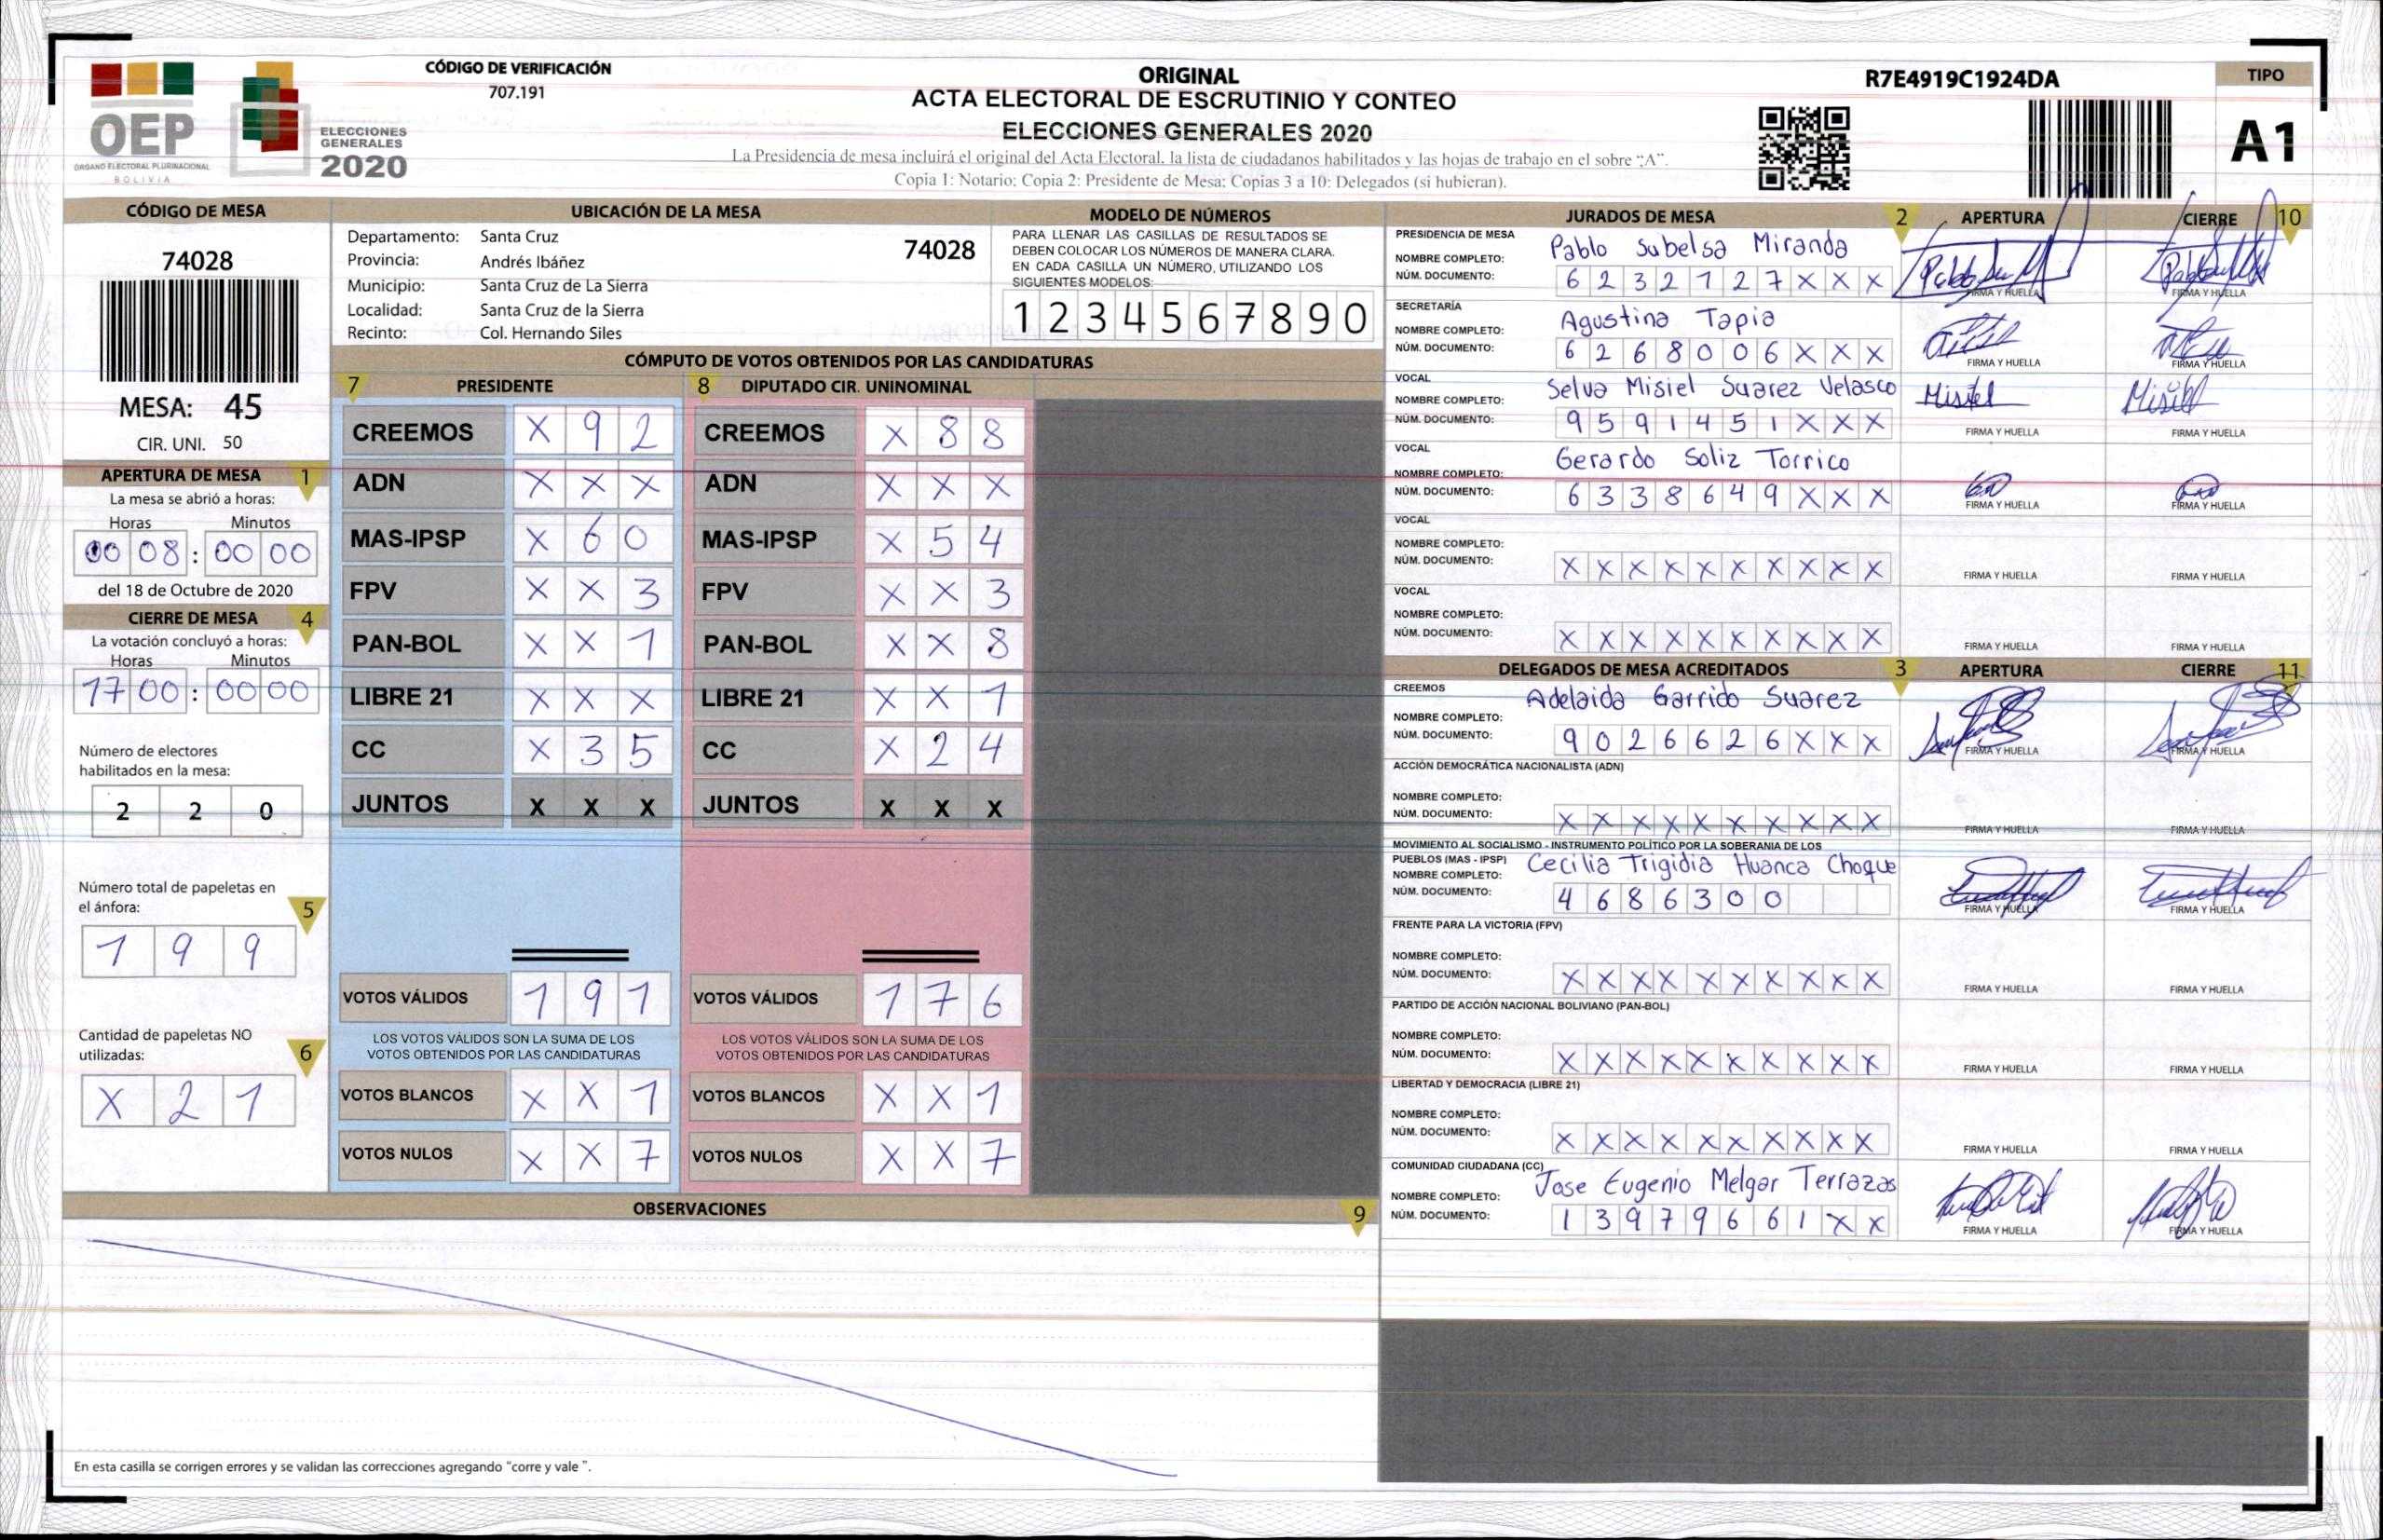 CÓDIGO DE VERIFICACIÓN
707.191
OEP
ÓRGANO ELECTORAL PLURINACIONAL
BOLIVIA
ELECCIONES
GENERALES
2020
ORIGINAL
ACTA ELECTORAL DE ESCRUTINIO Y CONTEO
ELECCIONES GENERALES 2020
La Presidencia de mesa incluirá el original del Acta Electoral, la lista de ciudadanos habilitados y las hojas de trabajo en el sobre “A”.
Copia 1: Notario; Copia 2: Presidente de Mesa; Copias 3 a 10: Delegados (si hubieran).
R7E4919C1924DA
TIPO
A1
CÓDIGO DE MESA
74028
MESA: 45
CIR. UNI. 50
APERTURA DE MESA 1
La mesa se abrió a horas:
Horas Minutos
00 08 : 00 00
del 18 de Octubre de 2020
CIERRE DE MESA 4
La votación concluyó a horas:
Horas Minutos
17 00 : 00 00
Número de electores
habilitados en la mesa:
2 2 0
Número total de papeletas en
el ánfora: 5
1 9 9
Cantidad de papeletas NO
utilizadas: 6
X 2 1
UBICACIÓN DE LA MESA
Departamento: Santa Cruz 74028
Provincia: Andrés Ibáñez
Municipio: Santa Cruz de La Sierra
Localidad: Santa Cruz de la Sierra
Recinto: Col. Hernando Siles
MODELO DE NÚMEROS
PARA LLENAR LAS CASILLAS DE RESULTADOS SE
DEBEN COLOCAR LOS NÚMEROS DE MANERA CLARA.
EN CADA CASILLA UN NÚMERO, UTILIZANDO LOS
SIGUIENTES MODELOS:
1 2 3 4 5 6 7 8 9 0
CÓMPUTO DE VOTOS OBTENIDOS POR LAS CANDIDATURAS
7 PRESIDENTE 8 DIPUTADO CIR. UNINOMINAL
CREEMOS X 9 2 CREEMOS X 8 8
ADN X X X ADN X X X
MAS-IPSP X 6 0 MAS-IPSP X 5 4
FPV X X 3 FPV X X 3
PAN-BOL X X 1 PAN-BOL X X 8
LIBRE 21 X X X LIBRE 21 X X 1
CC X 3 5 CC X 2 4
JUNTOS X X X JUNTOS X X X
VOTOS VÁLIDOS 1 9 1 VOTOS VÁLIDOS 1 7 6
LOS VOTOS VÁLIDOS SON LA SUMA DE LOS LOS VOTOS VÁLIDOS SON LA SUMA DE LOS
VOTOS OBTENIDOS POR LAS CANDIDATURAS VOTOS OBTENIDOS POR LAS CANDIDATURAS
VOTOS BLANCOS X X 1 VOTOS BLANCOS X X 1
VOTOS NULOS X X 7 VOTOS NULOS X X 7
OBSERVACIONES 9
En esta casilla se corrigen errores y se validan las correcciones agregando "corre y vale ".
JURADOS DE MESA 2 APERTURA CIERRE 10
PRESIDENCIA DE MESA
NOMBRE COMPLETO: Pablo Subelsa Miranda
NÚM. DOCUMENTO: 6 2 3 2 1 2 7 X X X FIRMA Y HUELLA FIRMA Y HUELLA
SECRETARÍA
NOMBRE COMPLETO: Agustina Tapia
NÚM. DOCUMENTO: 6 2 6 8 0 0 6 X X X FIRMA Y HUELLA FIRMA Y HUELLA
VOCAL
NOMBRE COMPLETO: Selva Misiel Suarez Velasco Misiel Misiel
NÚM. DOCUMENTO: 9 5 9 1 4 5 1 X X X FIRMA Y HUELLA FIRMA Y HUELLA
VOCAL
NOMBRE COMPLETO: Gerardo Soliz Torrico
NÚM. DOCUMENTO: 6 3 3 8 6 4 9 X X X FIRMA Y HUELLA FIRMA Y HUELLA
VOCAL
NOMBRE COMPLETO:
NÚM. DOCUMENTO: X X X X X X X X X X FIRMA Y HUELLA FIRMA Y HUELLA
VOCAL
NOMBRE COMPLETO:
NÚM. DOCUMENTO: X X X X X X X X X X FIRMA Y HUELLA FIRMA Y HUELLA
DELEGADOS DE MESA ACREDITADOS 3 APERTURA CIERRE 11
CREEMOS
NOMBRE COMPLETO: Adelaida Garrido Suarez
NÚM. DOCUMENTO: 9 0 2 6 6 2 6 X X X FIRMA Y HUELLA FIRMA Y HUELLA
ACCIÓN DEMOCRÁTICA NACIONALISTA (ADN)
NOMBRE COMPLETO:
NÚM. DOCUMENTO: X X X X X X X X X X FIRMA Y HUELLA FIRMA Y HUELLA
MOVIMIENTO AL SOCIALISMO - INSTRUMENTO POLÍTICO POR LA SOBERANIA DE LOS
PUEBLOS (MAS - IPSP) Cecilia Trigidia Huanca Choque
NOMBRE COMPLETO:
NÚM. DOCUMENTO: 4 6 8 6 3 0 0 FIRMA Y HUELLA FIRMA Y HUELLA
FRENTE PARA LA VICTORIA (FPV)
NOMBRE COMPLETO:
NÚM. DOCUMENTO: X X X X X X X X X X FIRMA Y HUELLA FIRMA Y HUELLA
PARTIDO DE ACCIÓN NACIONAL BOLIVIANO (PAN-BOL)
NOMBRE COMPLETO:
NÚM. DOCUMENTO: X X X X X X X X X X FIRMA Y HUELLA FIRMA Y HUELLA
LIBERTAD Y DEMOCRACIA (LIBRE 21)
NOMBRE COMPLETO:
NÚM. DOCUMENTO: X X X X X X X X X X FIRMA Y HUELLA FIRMA Y HUELLA
COMUNIDAD CIUDADANA (CC)
NOMBRE COMPLETO: Jose Eugenio Melgar Terrazas
NÚM. DOCUMENTO: 1 3 9 7 9 6 6 1 X X FIRMA Y HUELLA FIRMA Y HUELLA